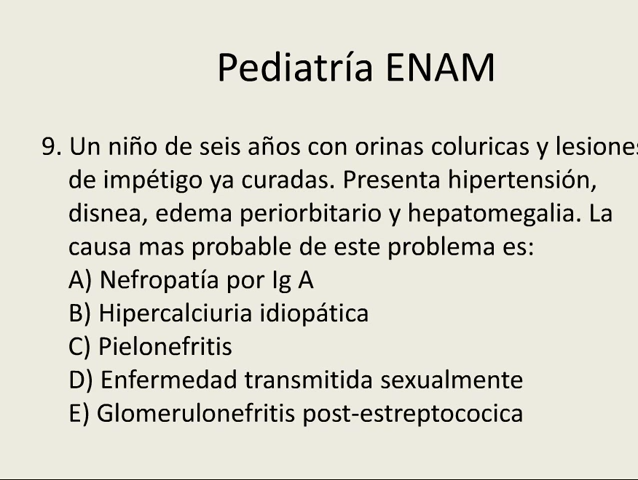 Pediatría ENAM
9. Un niño de seis años con orinas coluricas y lesiones
de impétigo ya curadas. Presenta hipertensión,
disnea, edema periorbitario y hepatomegalia. La
causa mas probable de este problema es:
A) Nefropatía por Ig A
B) Hipercalciuria idiopática
C) Pielonefritis
D) Enfermedad transmitida sexualmente
E) Glomerulonefritis post-estreptococica